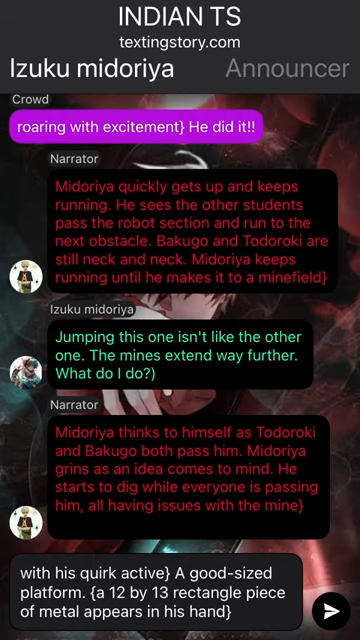 INDIAN TS
textingstory.com
Izuku midoriya
Announcer
Crowd
roaring with excitement} He did it!!
Narrator
Midoriya quickly gets up and keeps
running. He sees the other students
pass the robot section and run to the
next obstacle. Bakugo and Todoroki are
still neck and neck. Midoriya keeps
running until he makes it to a minefield}
Izuku midoriya
Jumping this one isn't like the other
one. The mines extend way further.
What do I do?)
Narrator
Midoriya thinks to himself as Todoroki
and Bakugo both pass him. Midoriya
grins as an idea comes to mind. He
starts to dig while everyone is passing
him, all having issues with the mine}
with his quirk active} A good-sized
platform. {a 12 by 13 rectangle piece
of metal appears in his hand}